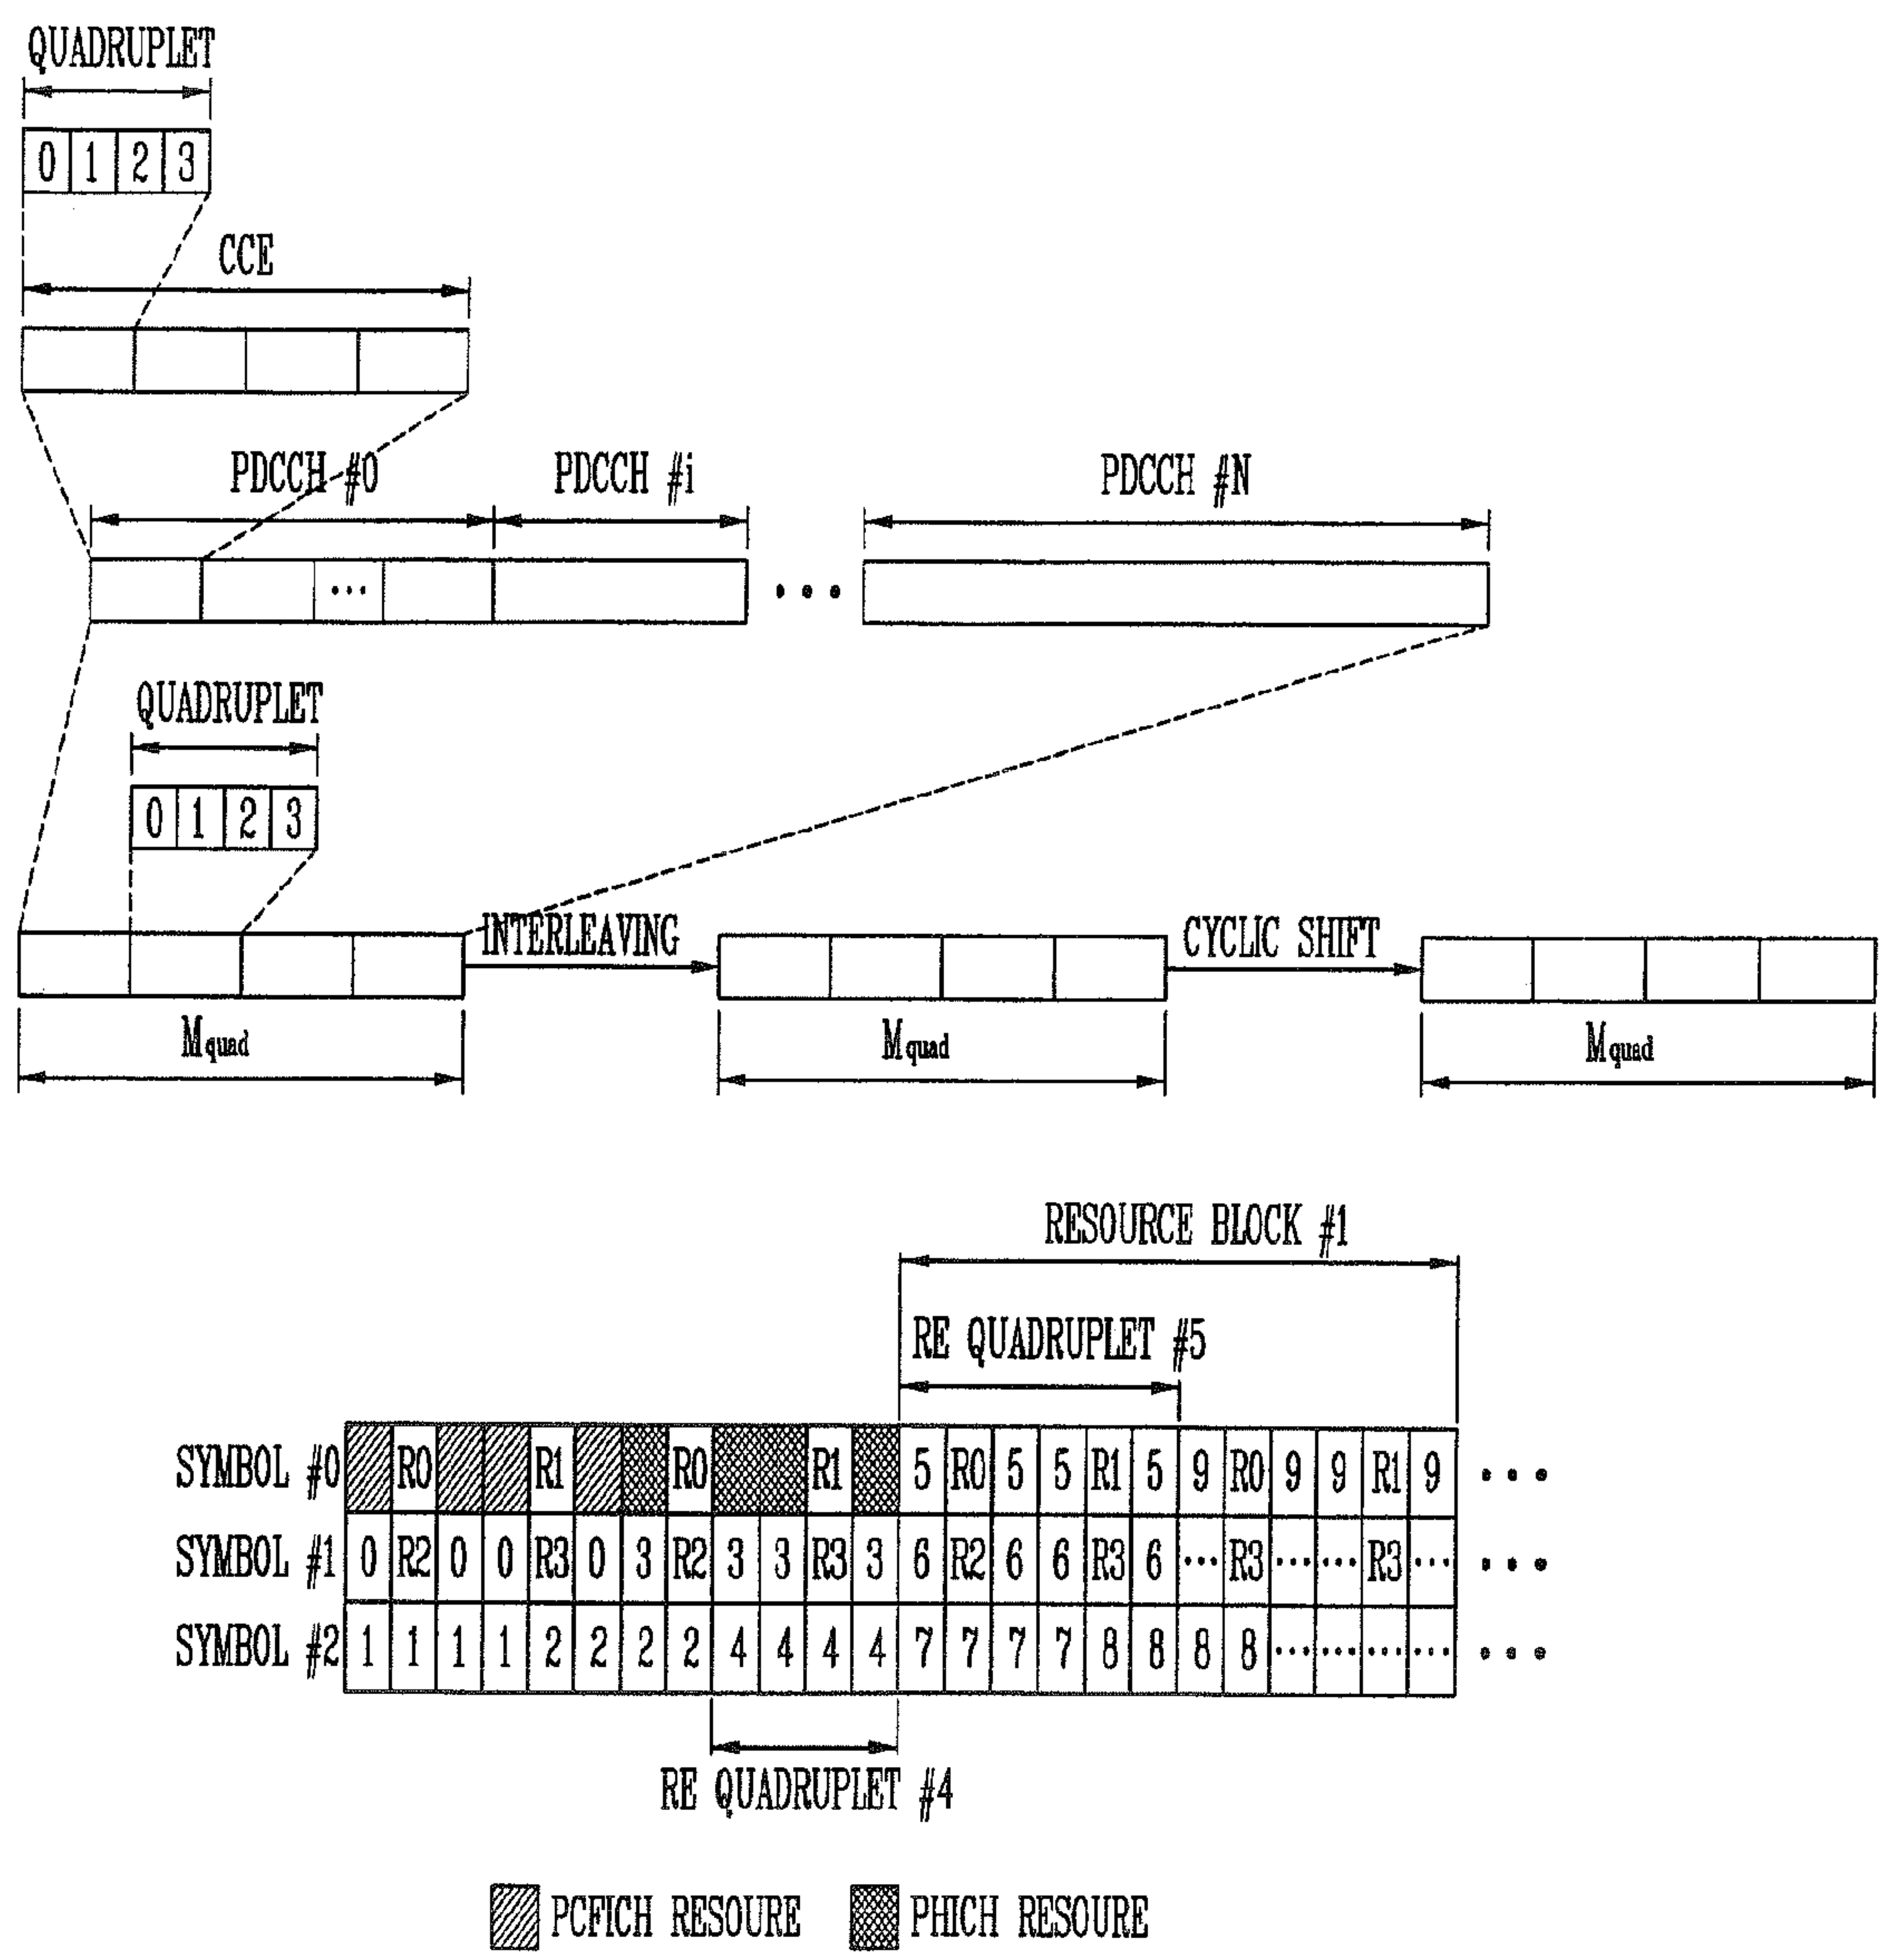 QUADRUPLET
0 1 2 3
CCE
PDCCH #0 PDCCH #i PDCCH #N
... • • •
QUADRUPLET
0 1 2 3
INTERLEAVING CYCLIC SHIFT
Mquad Mquad Mquad
RESOURCE BLOCK #1
RE QUADRUPLET #5
SYMBOL #0 R0 R1 R0 R1 5 R0 5 5 R1 5 9 R0 9 9 R1 9 • • •
SYMBOL #1 0 R2 0 0 R3 0 3 R2 3 3 R3 3 6 R2 6 6 R3 6 ... R3 ... ... R3 ... • • •
SYMBOL #2 1 1 1 1 2 2 2 2 4 4 4 4 7 7 7 7 8 8 8 8 ... ... ... ... • • •
RE QUADRUPLET #4
PCFICH RESOURE PHICH RESOURE